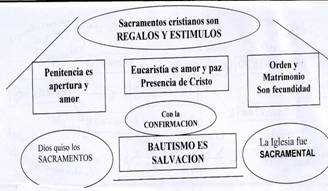 Sacramentos cristianos son
REGALOS Y ESTIMULOS
Penitencia es
apertura y
amor
Eucaristía es amor y paz
Presencia de Cristo
Orden y
Matrimonio
Son fecundidad
Con la
CONFIRMACION
Dios quiso los
SACRAMENTOS
BAUTISMO ES
SALVACION
La Iglesia fue
SACRAMENTAL